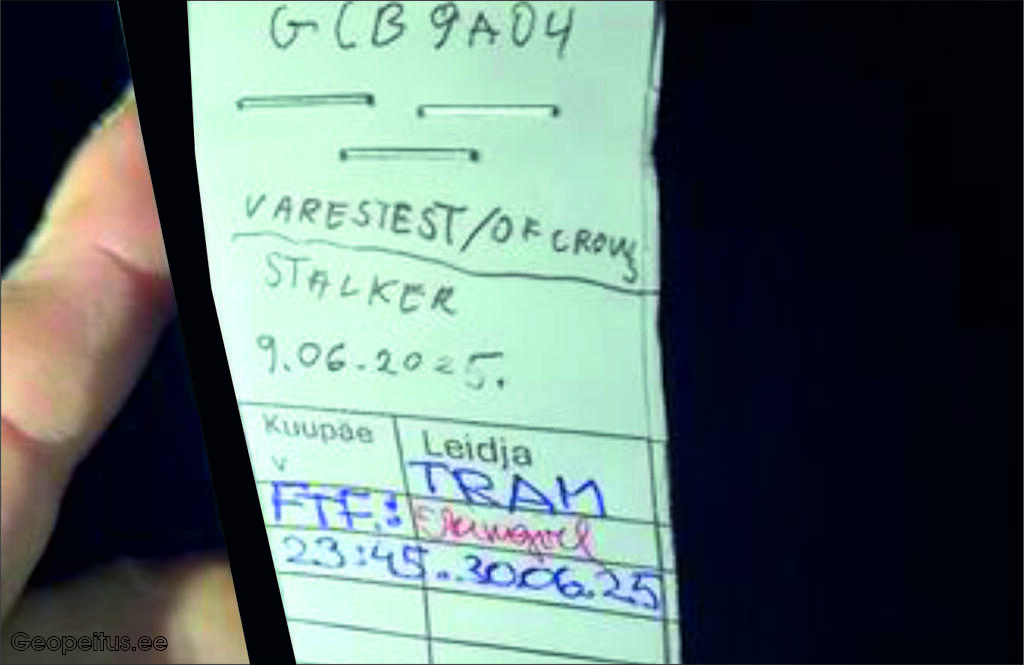 GCB9A04
VARESTEST/OF CROWS
STALKER
9.06.2025.
Kuupäe
v
Leidja
TRAM
FTF:
23:45..30.06.25
Geopeitus.ee